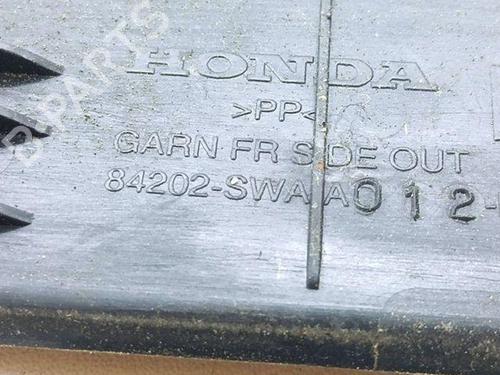 HONDA
>PP<
GARN FR SIDE OUT
84202-SWA-A012-